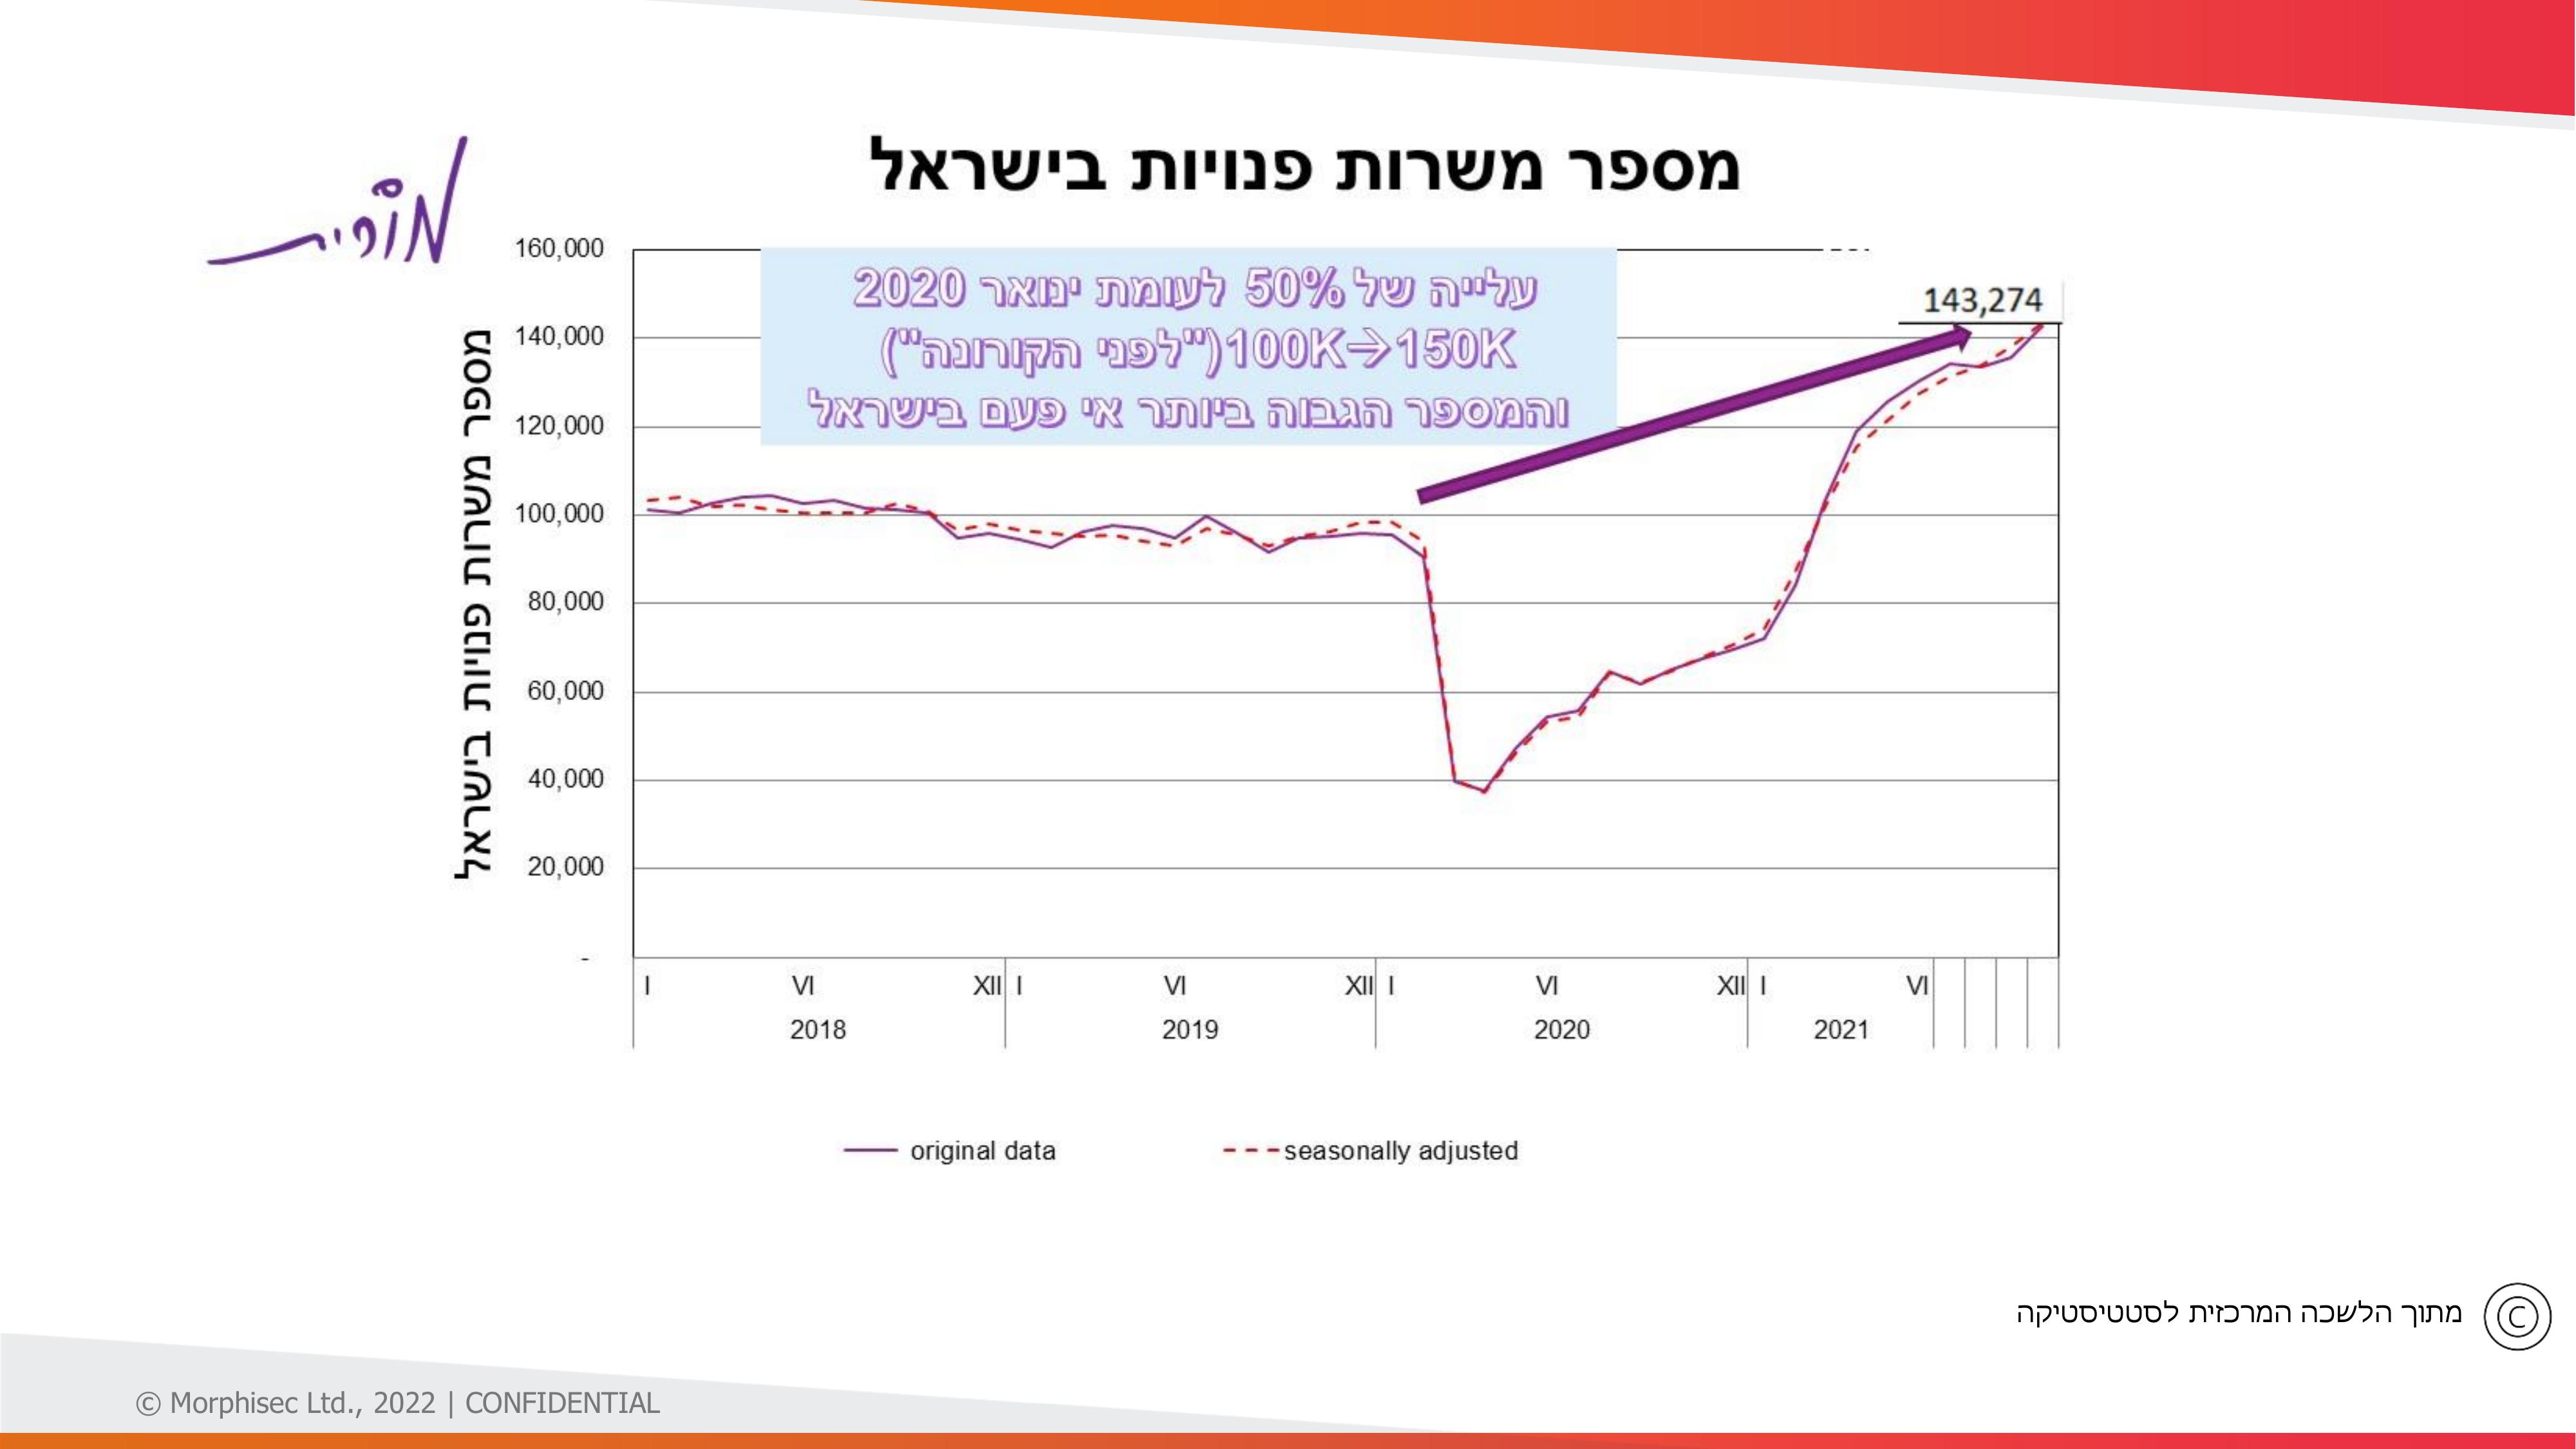 מספר משרות פנויות בישראל
מופית
עלייה של 50% לעומת ינואר 2020
100K→150K("לפני הקורונה")
והמספר הגבוה ביותר אי פעם בישראל
143,274
מספר משרות פנויות בישראל
160,000
140,000
120,000
100,000
80,000
60,000
40,000
20,000
-
I VI XII I VI XII I VI XII I VI
2018 2019 2020 2021
original data seasonally adjusted
© מתוך הלשכה המרכזית לסטטיסטיקה
© Morphisec Ltd., 2022 | CONFIDENTIAL